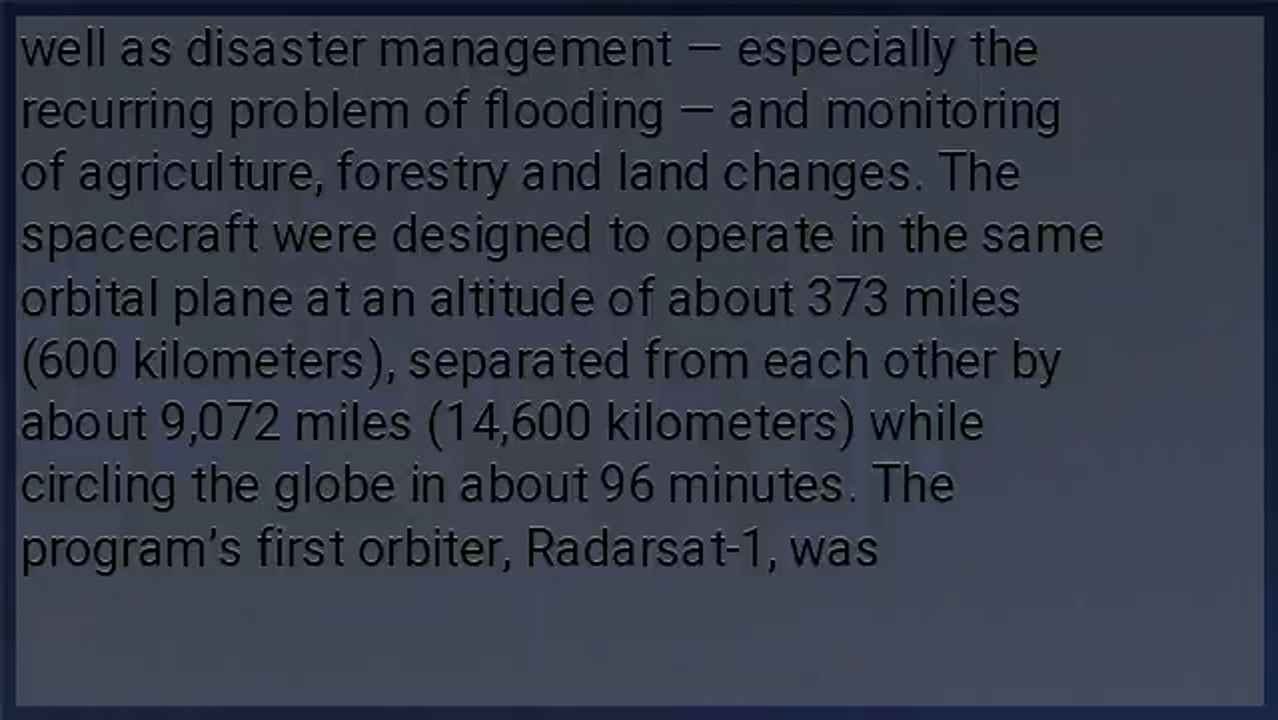 well as disaster management — especially the
recurring problem of flooding — and monitoring
of agriculture, forestry and land changes. The
spacecraft were designed to operate in the same
orbital plane at an altitude of about 373 miles
(600 kilometers), separated from each other by
about 9,072 miles (14,600 kilometers) while
circling the globe in about 96 minutes. The
program’s first orbiter, Radarsat-1, was